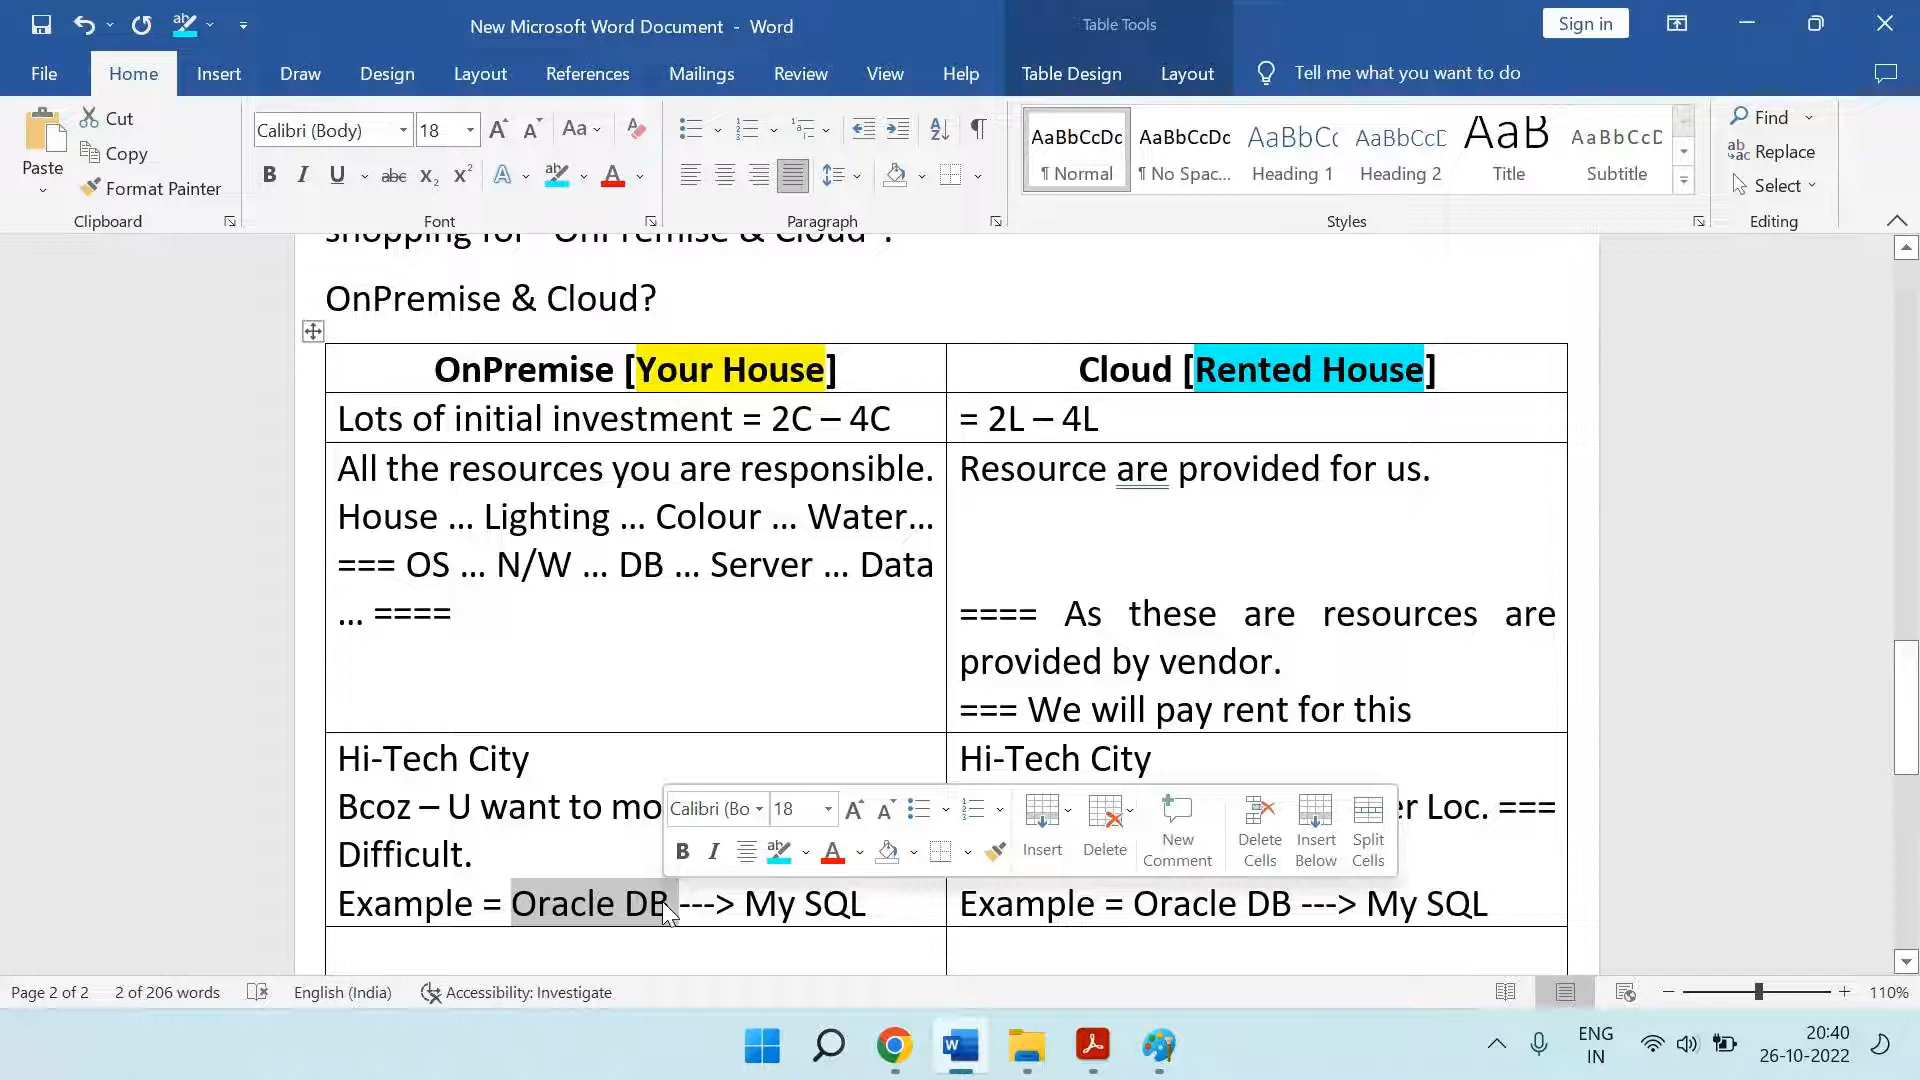 New Microsoft Word Document - Word
Table Tools
Sign in
File Home Insert Draw Design Layout References Mailings Review View Help Table Design Layout Tell me what you want to do
Paste
Cut
Copy
Format Painter
Clipboard
Calibri (Body) 18
Font
Paragraph
AaBbCcDc AaBbCcDc AaBbCc AaBbCcD AaB AaBbCcD
¶ Normal ¶ No Spac... Heading 1 Heading 2 Title Subtitle
Styles
Find
Replace
Select
Editing
shopping for "OnPremise & Cloud".
OnPremise & Cloud?
OnPremise [Your House]
Cloud [Rented House]
Lots of initial investment = 2C – 4C
= 2L – 4L
All the resources you are responsible.
House ... Lighting ... Colour ... Water...
=== OS ... N/W ... DB ... Server ... Data
... ====
Resource are provided for us.
==== As these are resources are
provided by vendor.
=== We will pay rent for this
Hi-Tech City
Bcoz – U want to mo
Difficult.
Example = Oracle DB ---> My SQL
Hi-Tech City
Loc. ===
Example = Oracle DB ---> My SQL
Calibri (Bo 18
Insert
Delete
New Comment
Delete Cells
Insert Below
Split Cells
Page 2 of 2 2 of 206 words English (India) Accessibility: Investigate 110%
ENG
IN
20:40
26-10-2022